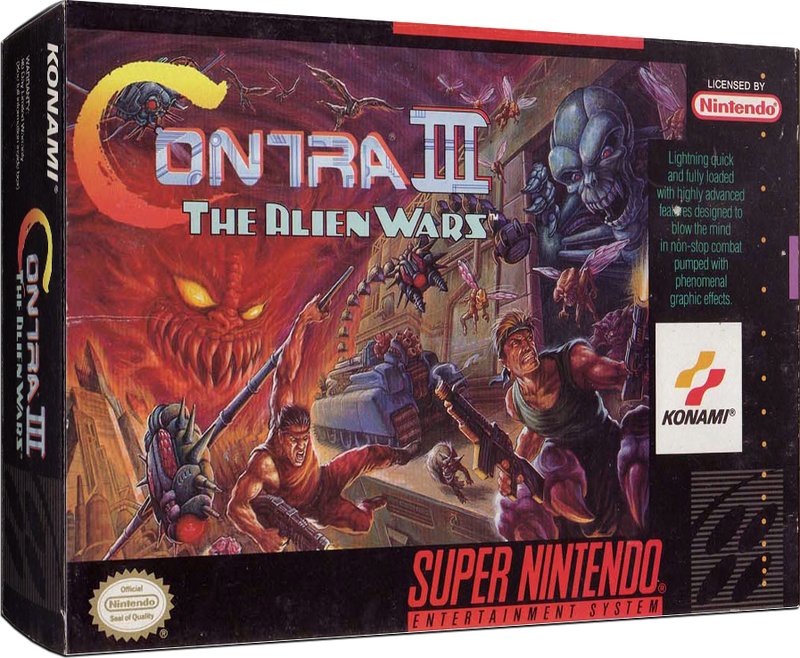 KONAMI®
WARRANTY:
CONTRA III
THE ALIEN WARS
CONTRA® III
THE ALIEN WARS™
LICENSED BY
Nintendo®
Lightning quick
and fully loaded
with highly advanced
features designed to
blow the mind
in non-stop combat
pumped with
phenomenal
graphic effects.
KONAMI®
SUPER NINTENDO®
ENTERTAINMENT SYSTEM
Official
Nintendo
Seal of Quality
®